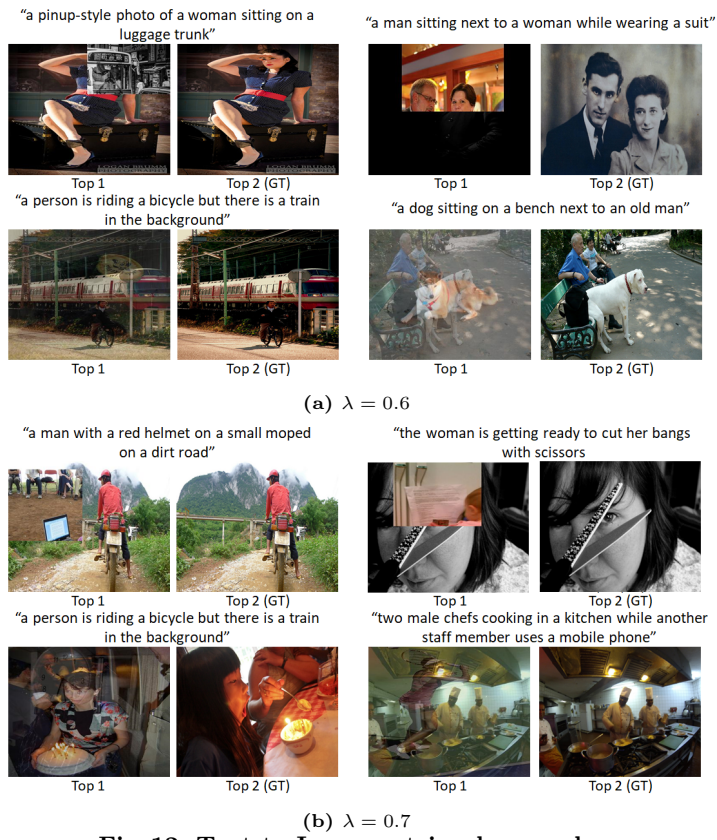 “a pinup-style photo of a woman sitting on a
luggage trunk”
“a man sitting next to a woman while wearing a suit”
LOGAN BRUMM
Top 1
Top 2 (GT)
Top 1
Top 2 (GT)
“a person is riding a bicycle but there is a train
in the background”
“a dog sitting on a bench next to an old man”
Top 1
Top 2 (GT)
Top 1
Top 2 (GT)
(a) λ = 0.6
“a man with a red helmet on a small moped
on a dirt road”
“the woman is getting ready to cut her bangs
with scissors
Top 1
Top 2 (GT)
Top 1
Top 2 (GT)
“a person is riding a bicycle but there is a train
in the background”
“two male chefs cooking in a kitchen while another
staff member uses a mobile phone”
Top 1
Top 2 (GT)
Top 1
Top 2 (GT)
(b) λ = 0.7